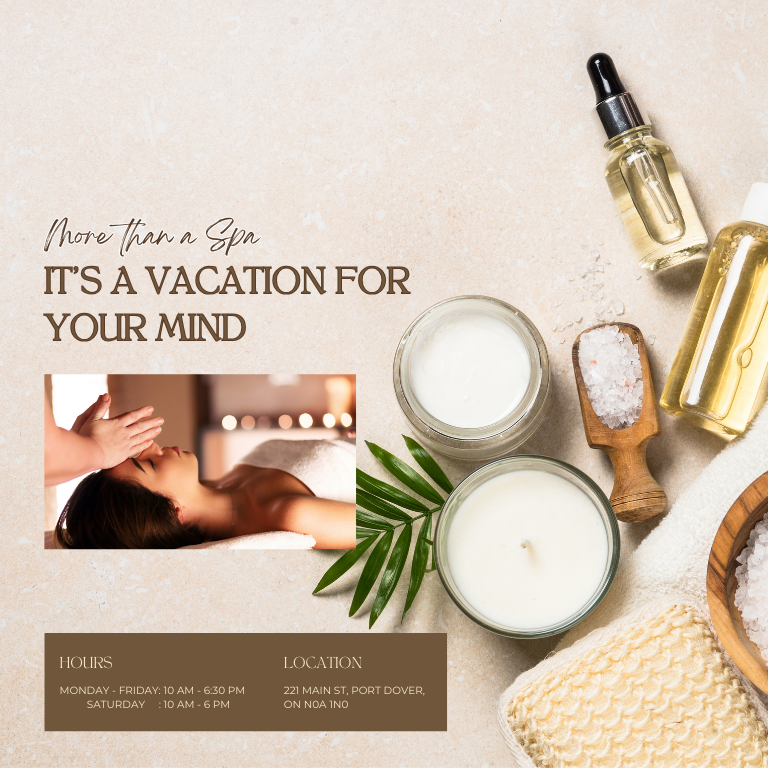 More than a Spa
IT'S A VACATION FOR
YOUR MIND
HOURS
MONDAY - FRIDAY: 10 AM - 6:30 PM
SATURDAY : 10 AM - 6 PM
LOCATION
221 MAIN ST, PORT DOVER,
ON N0A 1N0